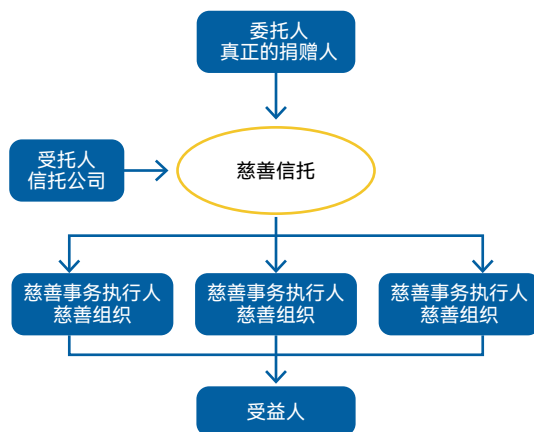 委托人
真正的捐赠人
受托人
信托公司
慈善信托
慈善事务执行人
慈善组织
慈善事务执行人
慈善组织
慈善事务执行人
慈善组织
受益人